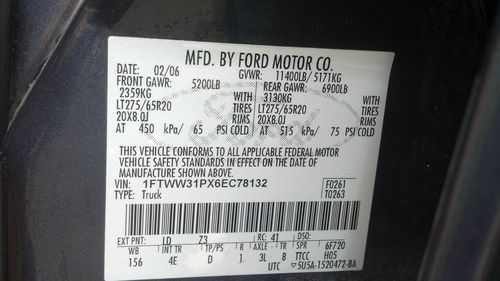 MFD. BY FORD MOTOR CO.
DATE: 02/06 GVWR: 11400LB/ 5171KG
FRONT GAWR: 5200LB REAR GAWR: 6900LB
2359KG WITH 3130KG WITH
LT275/65R20 TIRES LT275/65R20 TIRES
20X8.0J RIMS 20X8.0J RIMS
AT 450 kPa/ 65 PSI COLD AT 515 kPa/ 75 PSI COLD
THIS VEHICLE CONFORMS TO ALL APPLICABLE FEDERAL MOTOR
VEHICLE SAFETY STANDARDS IN EFFECT ON THE DATE OF
MANUFACTURE SHOWN ABOVE.
VIN: 1FTWW31PX6EC78132 F0261
TYPE: Truck T0263
EXT PNT: LD Z3 RC: 41 DSO:
WB INT TR TP/PS R AXLE TR SPR 6F720
156 4E D 1 3L B TTCC H05
UTC 5U5A-1520472-BA